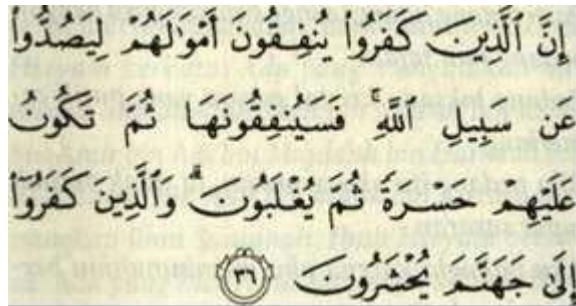 إِنَّ ٱلَّذِينَ كَفَرُوا۟ يُنفِقُونَ أَمْوَٰلَهُمْ لِيَصُدُّوا۟
عَن سَبِيلِ ٱللَّهِ ۚ فَسَيُنفِقُونَهَا ثُمَّ تَكُونُ
عَلَيْهِمْ حَسْرَةً ثُمَّ يُغْلَبُونَ ۗ وَٱلَّذِينَ كَفَرُوٓا۟
إِلَىٰ جَهَنَّمَ يُحْشَرُونَ ٣٦